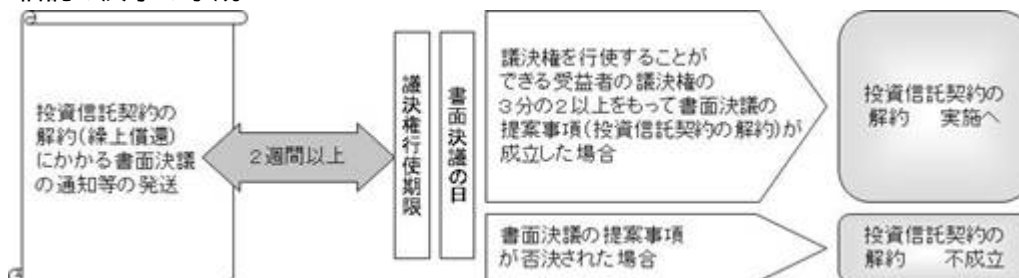 投資信託契約の
解約(繰上償還)
にかかる書面決議
の通知等の発送
2週間以上
議決権行使期限
書面決議の日
議決権を行使することが
できる受益者の議決権の
3分の2以上をもって書面決議の
提案事項(投資信託契約の解約)が
成立した場合
投資信託契約の
解約 実施へ
書面決議の提案事項
が否決された場合
投資信託契約の
解約 不成立